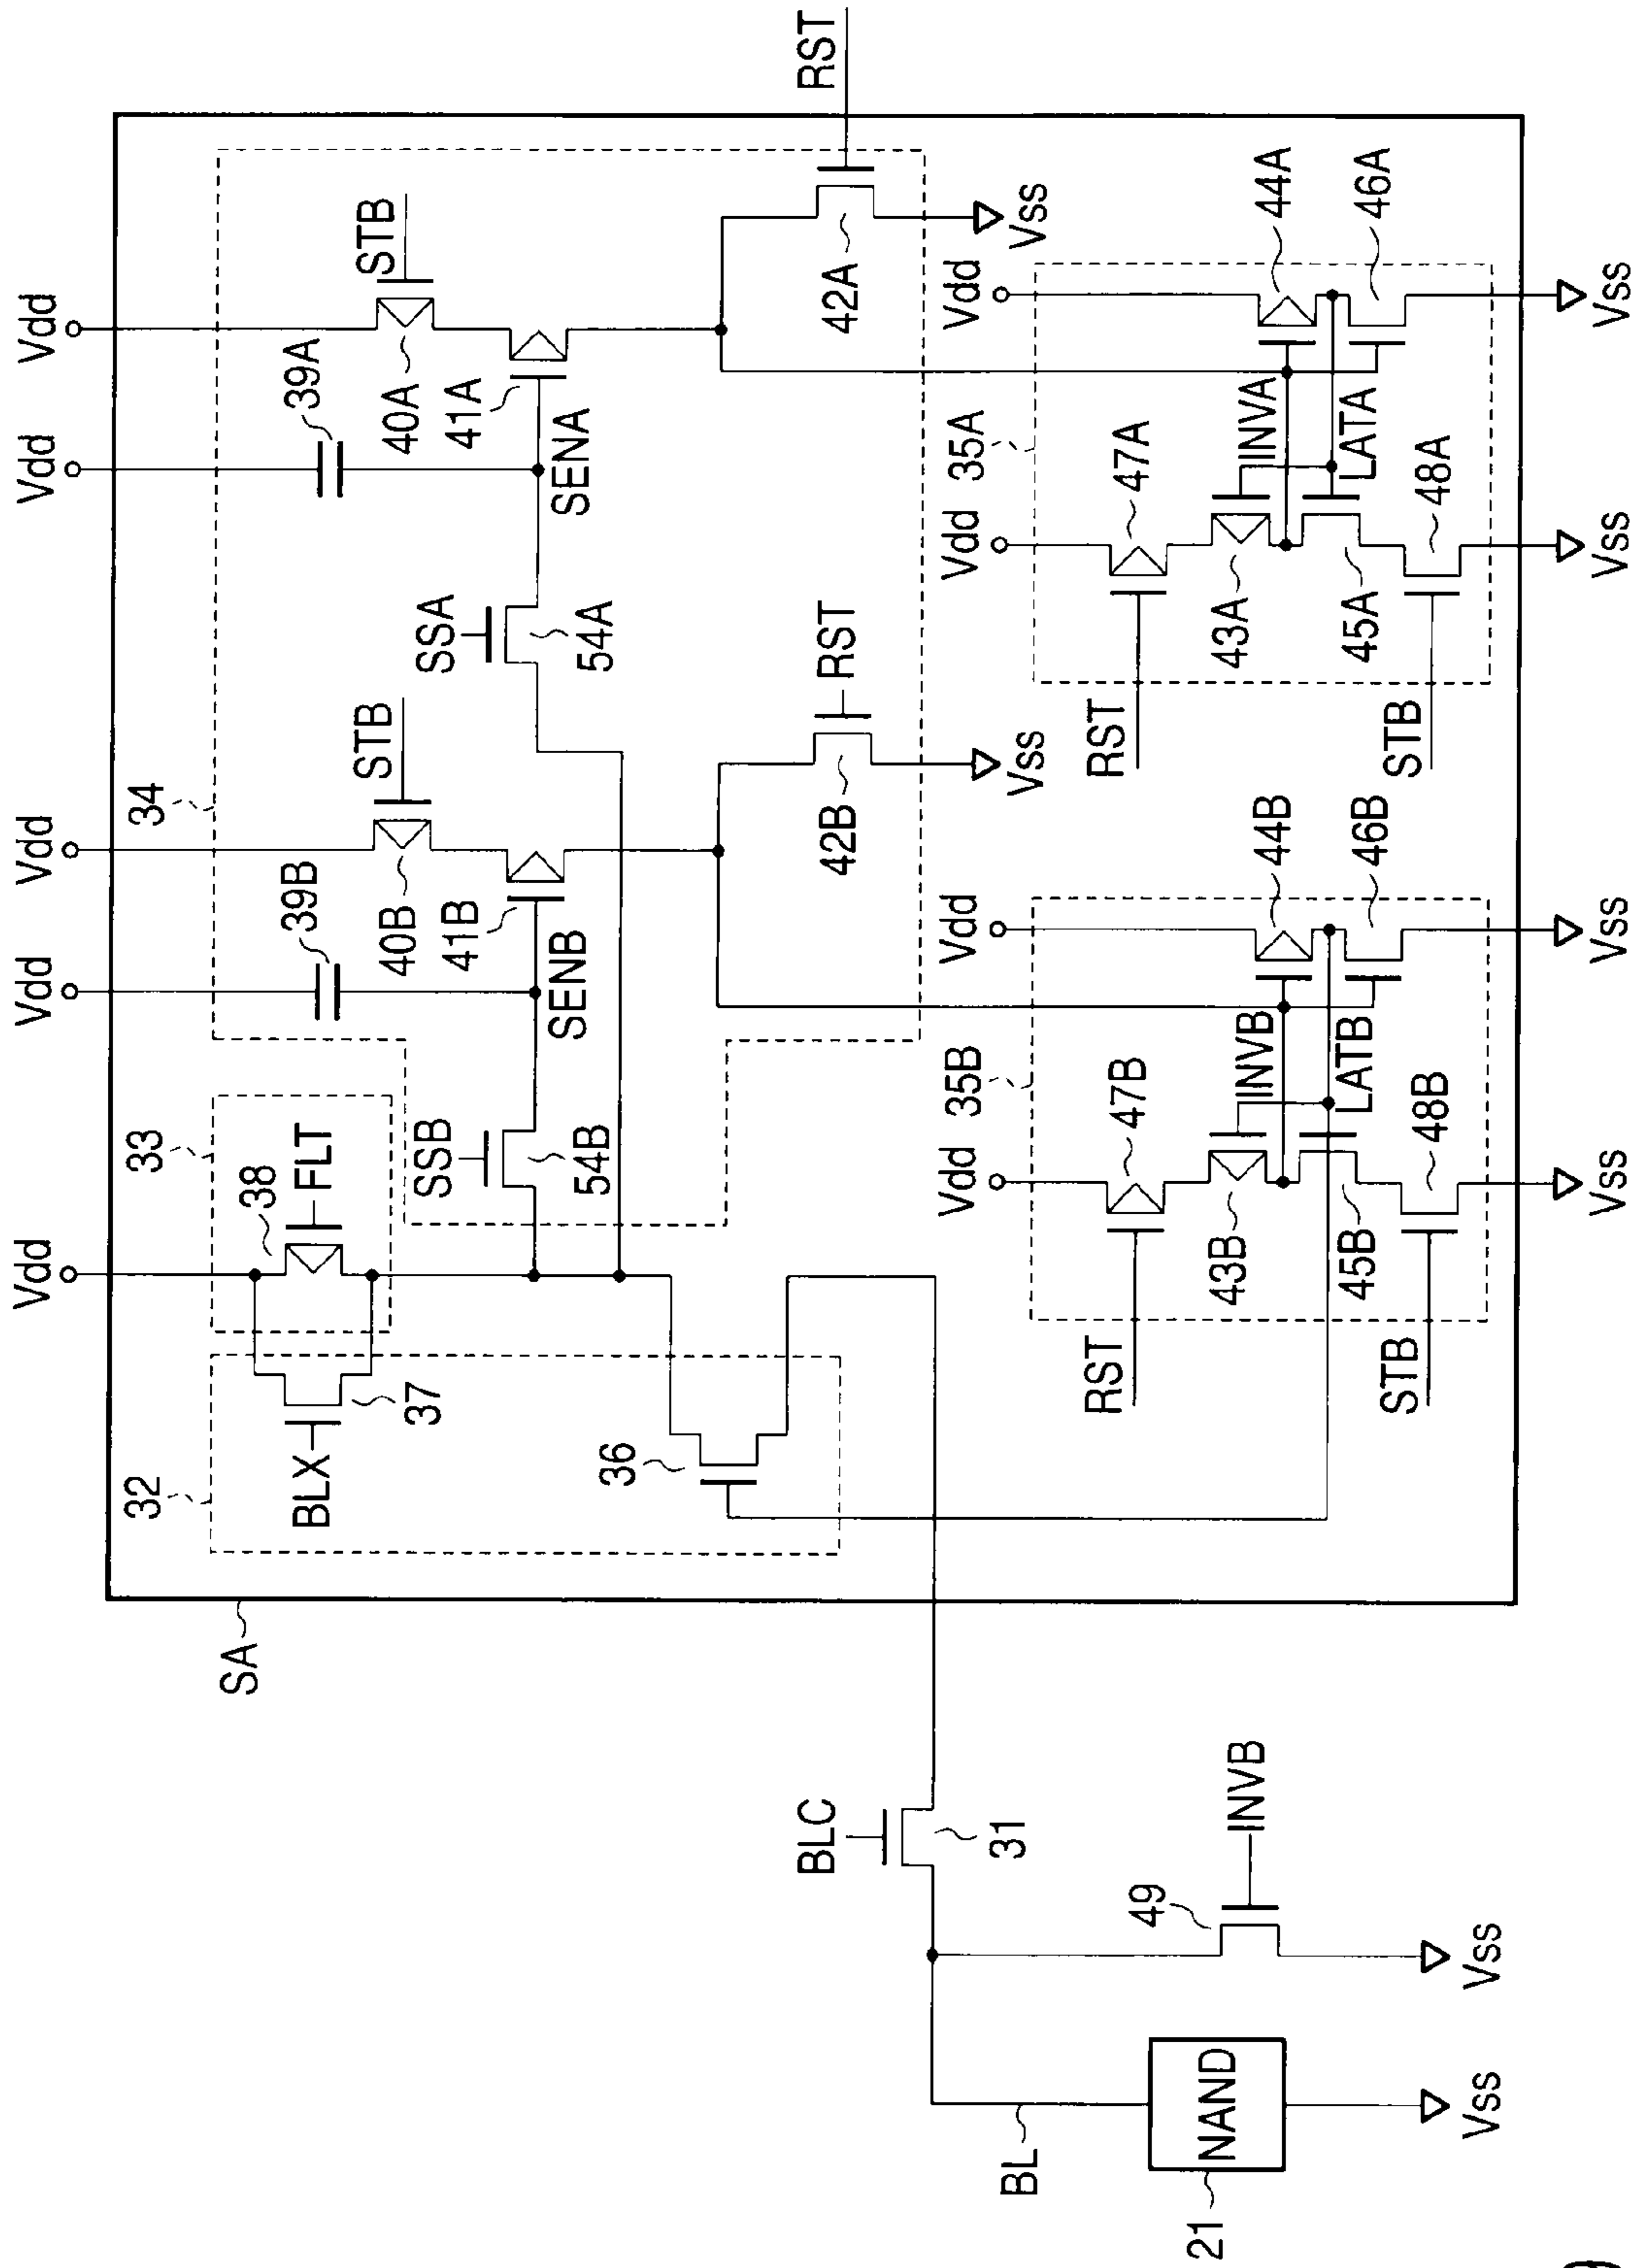 Vdd
Vdd
Vdd
Vdd
Vdd
33
34
32
38
FLT
BLX
37
39B
40B
STB
41B
39A
40A
STB
41A
SSB
54B
SENB
SSA
54A
SENA
36
42B
RST
Vss
42A
RST
Vss
SA
35B
Vdd
Vdd
47B
RST
43B
INVB
44B
45B
LATB
46B
STB
48B
Vss
Vss
35A
Vdd
Vdd
47A
RST
43A
INVA
44A
45A
LATA
46A
STB
48A
Vss
Vss
BLC
31
49
INVB
BL
NAND
21
Vss
Vss